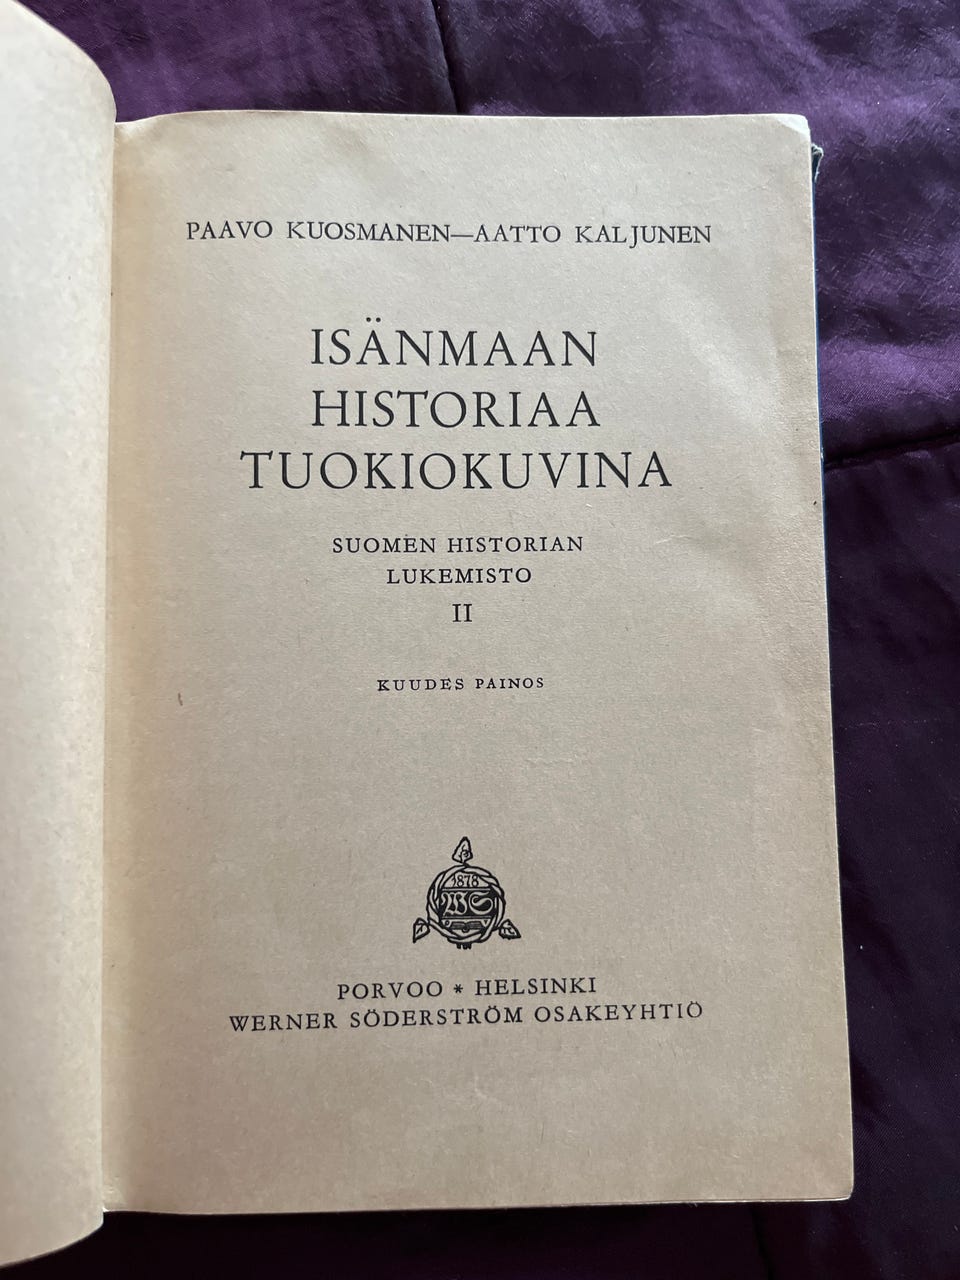 PAAVO KUOSMANEN—AATTO KALJUNEN
ISÄNMAAN
HISTORIAA
TUOKIOKUVINA
SUOMEN HISTORIAN
LUKEMISTO
II
KUUDES PAINOS
1878
WS
PORVOO * HELSINKI
WERNER SÖDERSTRÖM OSAKEYHTIÖ